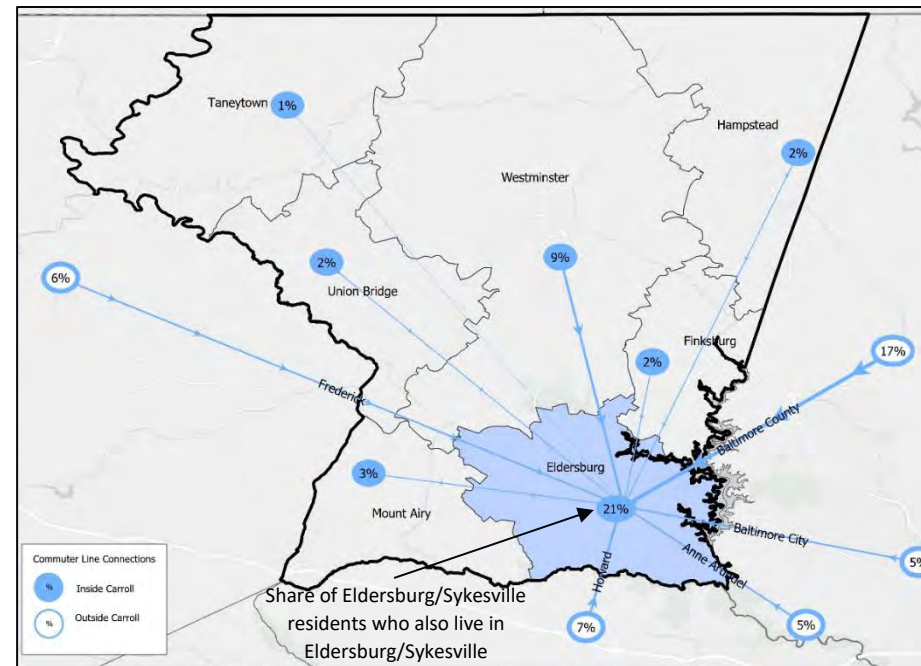 Taneytown
1%
Hampstead
2%
Westminster
9%
2%
Union Bridge
6%
Finksburg
2%
17%
Frederick
Baltimore County
Eldersburg
3%
21%
Mount Airy
Baltimore City
Anne Arundel
5%
Howard
7%
5%
Commuter Line Connections
% Inside Carroll
% Outside Carroll
Share of Eldersburg/Sykesville
residents who also live in
Eldersburg/Sykesville